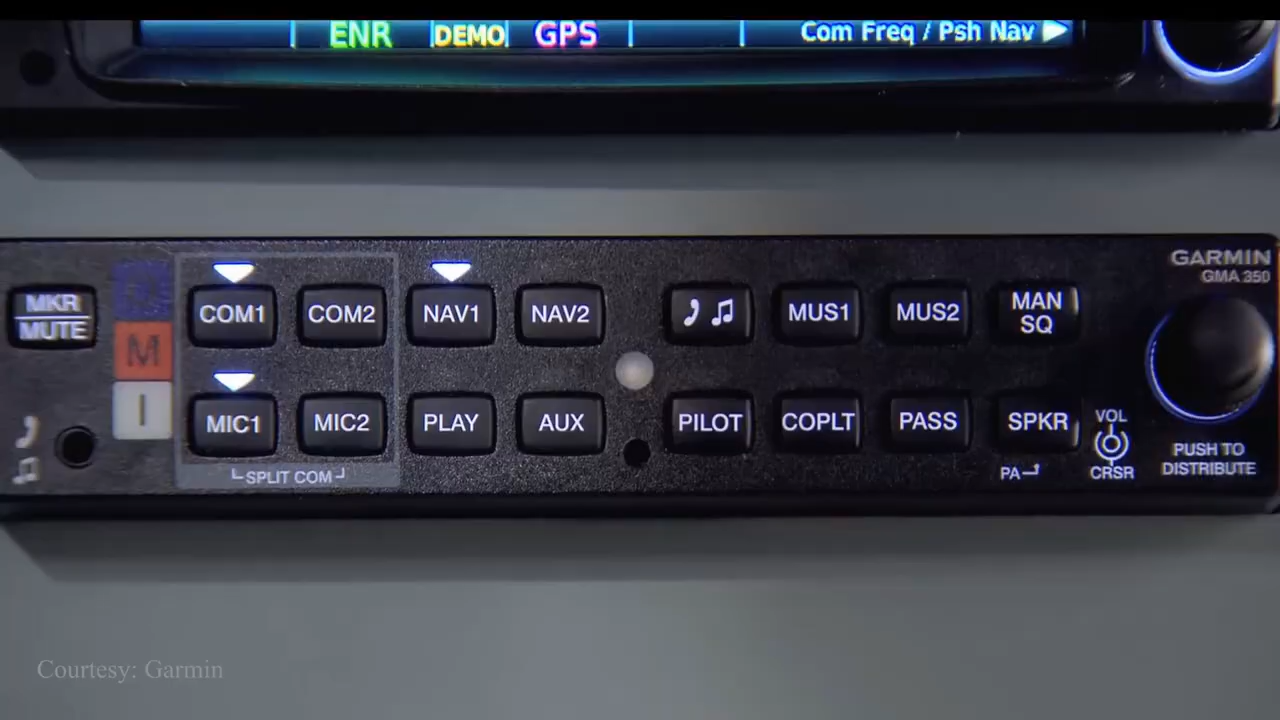 ENR DEMO GPS Com Freq / Psh Nav
GARMIN
GMA 350
MKR
MUTE
M
I
COM1 COM2 NAV1 NAV2 MUS1 MUS2 MAN SQ
MIC1 MIC2 PLAY AUX PILOT COPLT PASS SPKR
SPLIT COM
PA
VOL
CRSR
PUSH TO
DISTRIBUTE
Courtesy: Garmin